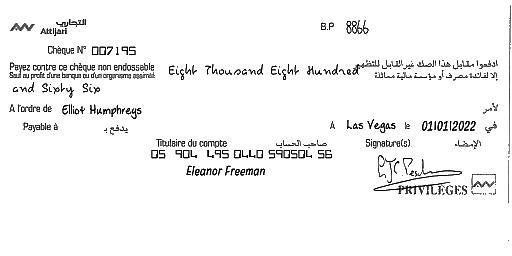 التجاري
Attijari
B.P 8866
Chèque N° 007195
Payez contre ce chèque non endossable Eight Thousand Eight Hundred ادفعوا مقابل هذا الصك غير القابل للتظهير
Sauf au profit d'une banque ou d'un organisme assimilé إلا لفائدة مصرف أو مؤسسة مالية مماثلة
and Sixty Six
A l'ordre de Elliot Humphreys لأمر
Payable à يدفع بـ A Las Vegas le 01/01/2022 في
Titulaire du compte صاحب الحساب Signature(s) الإمضاء
05 904 495 0440 590504 56
Eleanor Freeman
PRIVILEGES